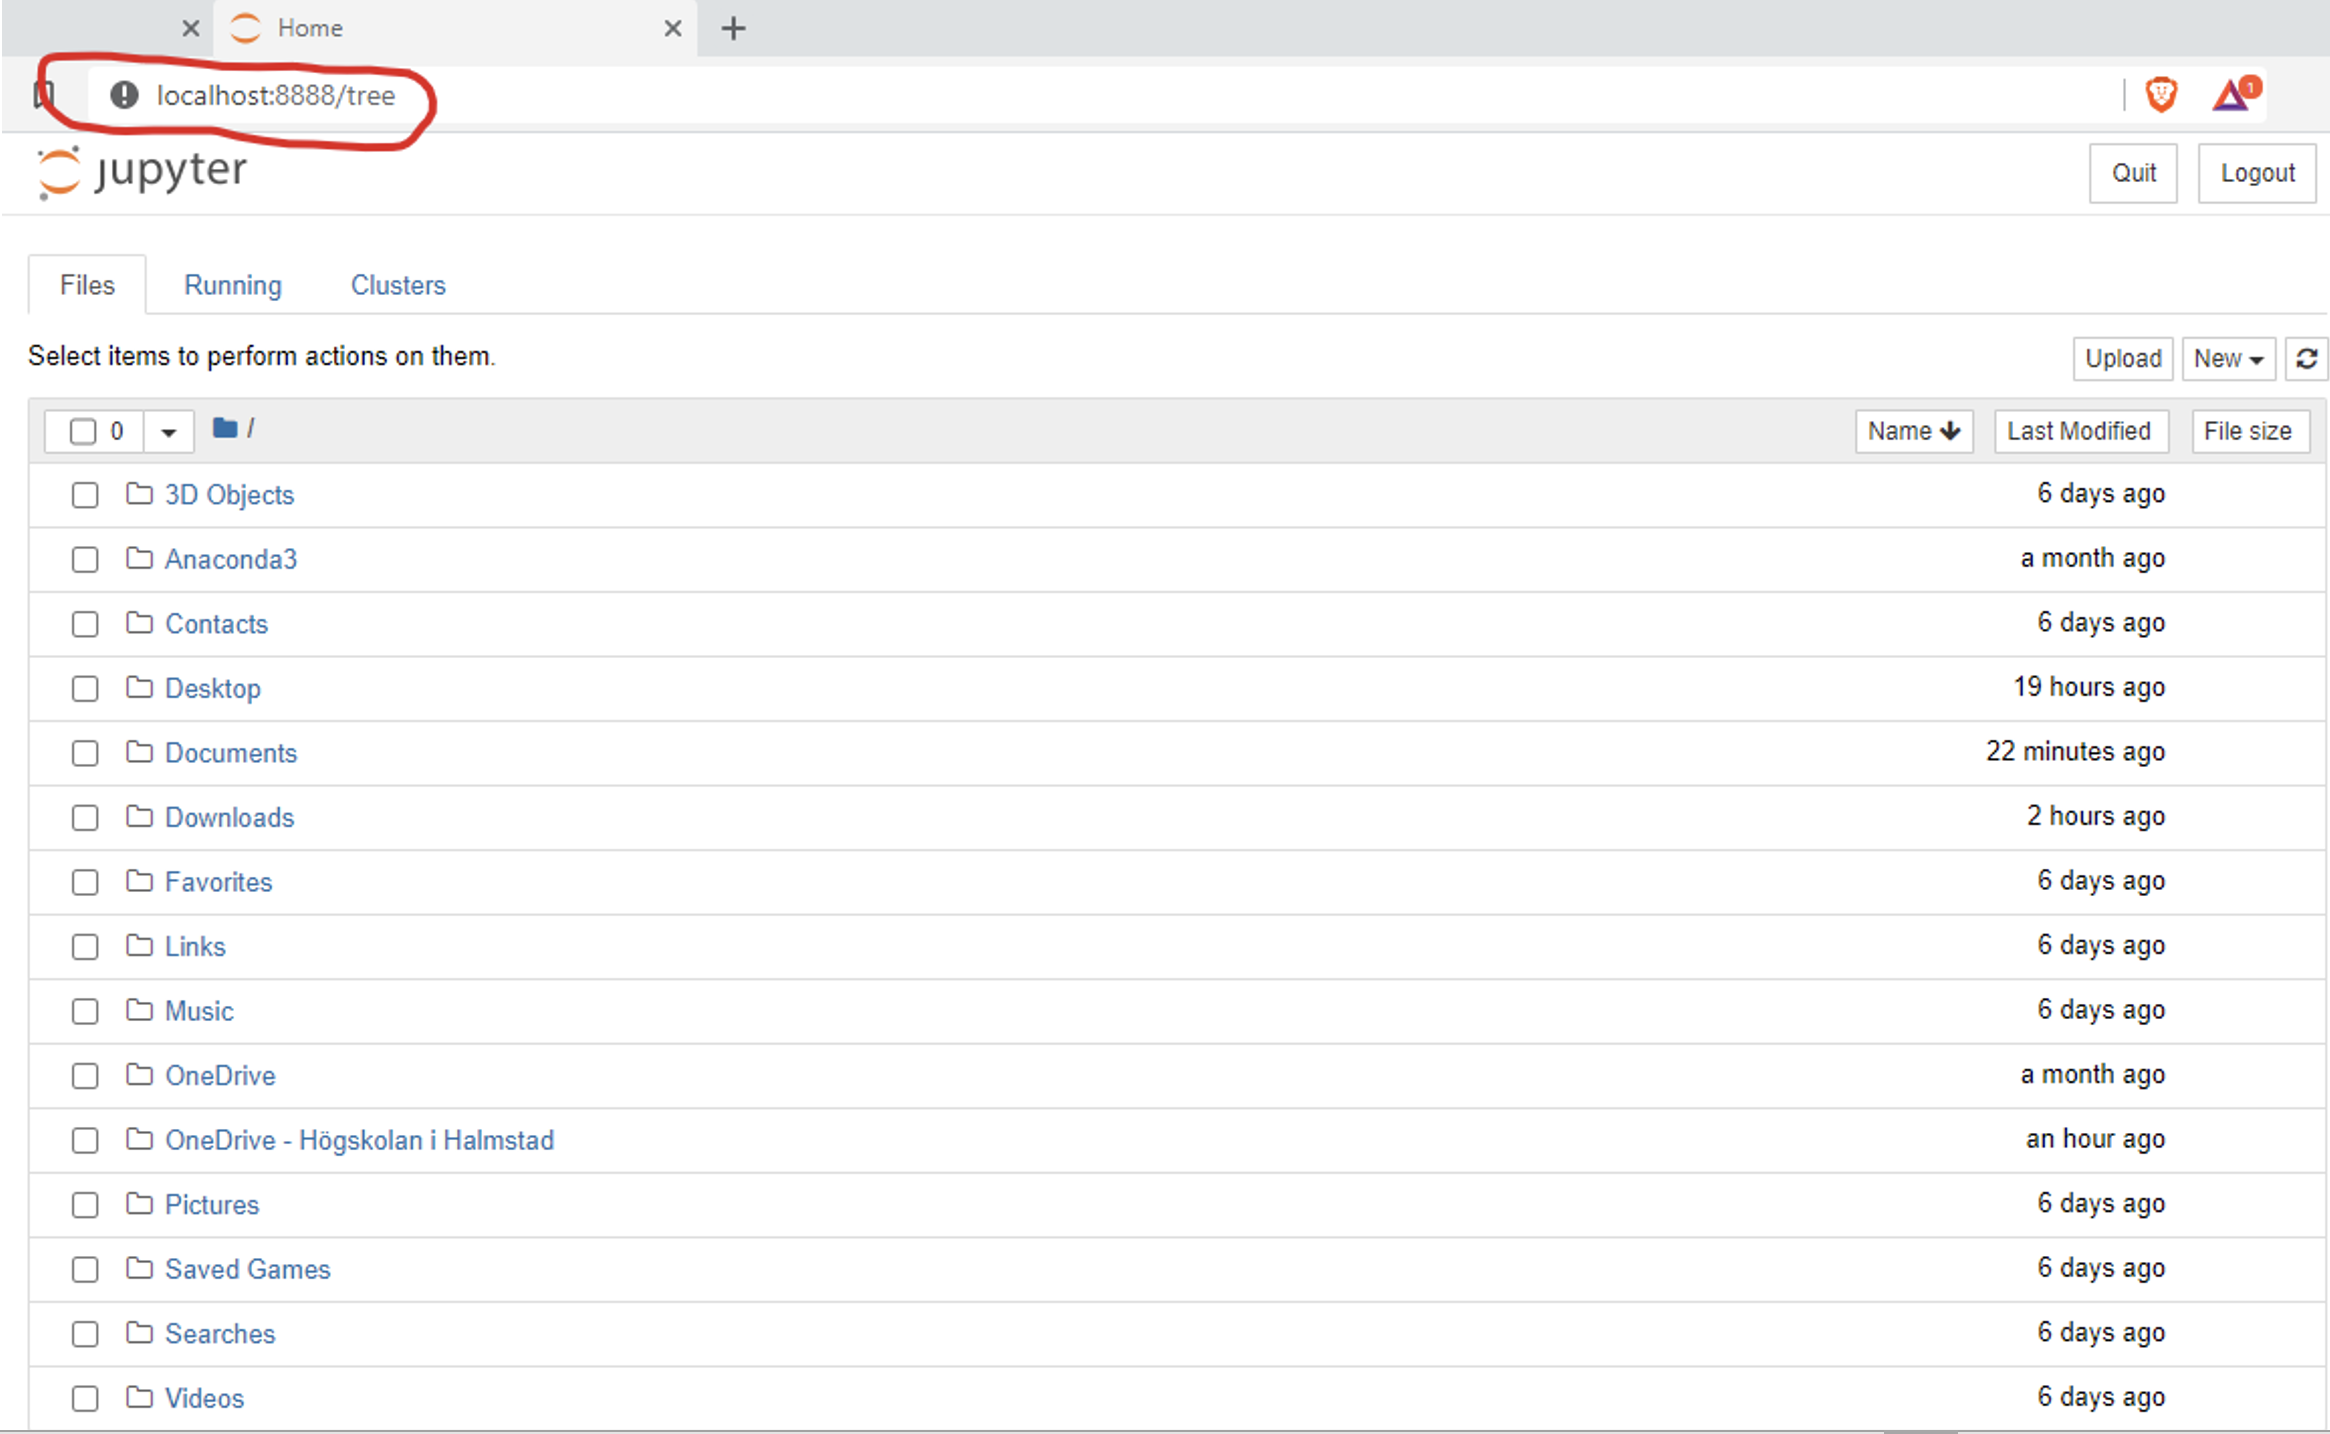 Home
localhost:8888/tree
1
jupyter
Quit Logout
Files Running Clusters
Select items to perform actions on them.
Upload New
0 / Name Last Modified File size
3D Objects 6 days ago
Anaconda3 a month ago
Contacts 6 days ago
Desktop 19 hours ago
Documents 22 minutes ago
Downloads 2 hours ago
Favorites 6 days ago
Links 6 days ago
Music 6 days ago
OneDrive a month ago
OneDrive - Högskolan i Halmstad an hour ago
Pictures 6 days ago
Saved Games 6 days ago
Searches 6 days ago
Videos 6 days ago